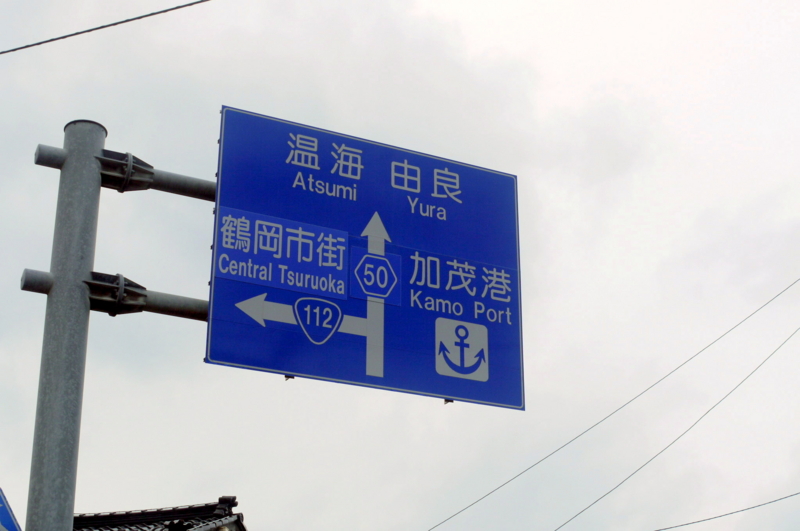 温海 由良
Atsumi Yura
鶴岡市街
Central Tsuruoka
50
加茂港
Kamo Port
112